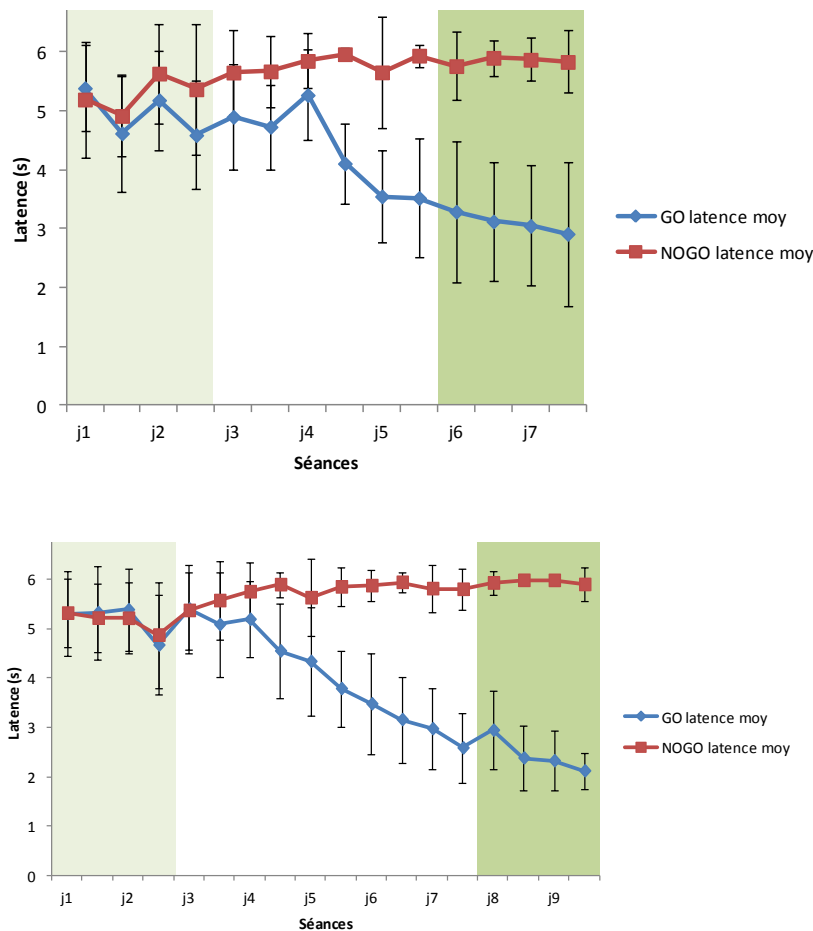 6
5
4
3
2
1
0
Latence (s)
j1 j2 j3 j4 j5 j6 j7
Séances
GO latence moy
NOGO latence moy
6
5
4
3
2
1
0
Latence (s)
j1 j2 j3 j4 j5 j6 j7 j8 j9
Séances
GO latence moy
NOGO latence moy